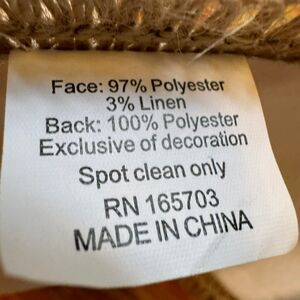 Face: 97% Polyester
3% Linen
Back: 100% Polyester
Exclusive of decoration
Spot clean only
RN 165703
MADE IN CHINA